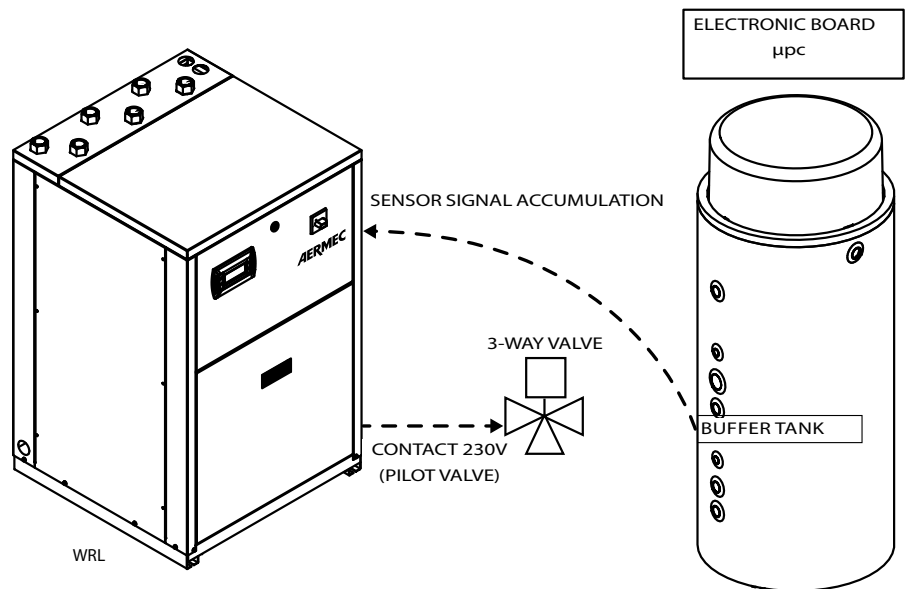 ELECTRONIC BOARD
µpc
SENSOR SIGNAL ACCUMULATION
AERMEC
3-WAY VALVE
BUFFER TANK
CONTACT 230V
(PILOT VALVE)
WRL